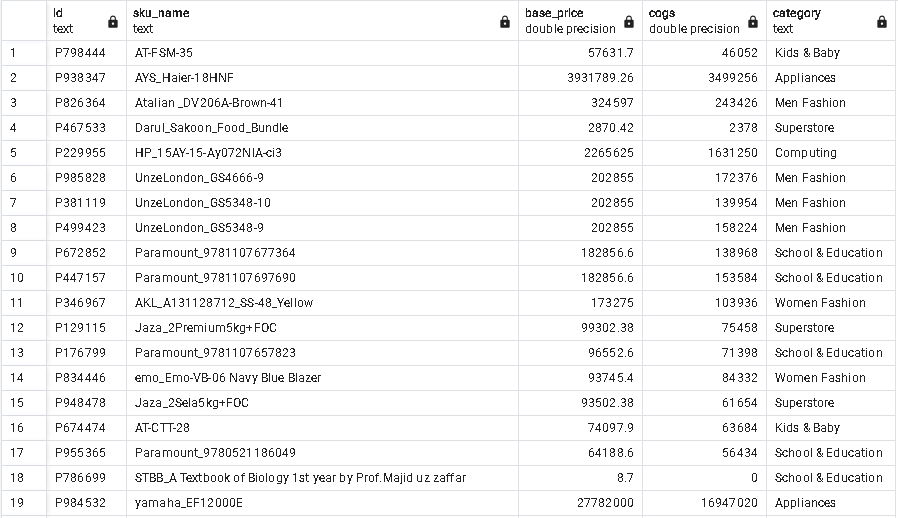 id sku_name base_price cogs category
text text double precision double precision text
1 P798444 AT-FSM-35 57631.7 46052 Kids & Baby
2 P938347 AYS_Haier-18HNF 3931789.26 3499256 Appliances
3 P826364 Atalian _DV206A-Brown-41 324597 243426 Men Fashion
4 P467533 Darul_Sakoon_Food_Bundle 2870.42 2378 Superstore
5 P229955 HP_15AY-15-Ay072NIA-ci3 2265625 1631250 Computing
6 P985828 UnzeLondon_GS4666-9 202855 172376 Men Fashion
7 P381119 UnzeLondon_GS5348-10 202855 139954 Men Fashion
8 P499423 UnzeLondon_GS5348-9 202855 158224 Men Fashion
9 P672852 Paramount_9781107677364 182856.6 138968 School & Education
10 P447157 Paramount_9781107697690 182856.6 153584 School & Education
11 P346967 AKL_A131128712_SS-48_Yellow 173275 103936 Women Fashion
12 P129115 Jaza_2Premium5kg+FOC 99302.38 75458 Superstore
13 P176799 Paramount_9781107657823 96552.6 71398 School & Education
14 P834446 emo_Emo-VB-06 Navy Blue Blazer 93745.4 84332 Women Fashion
15 P948478 Jaza_2Sela5kg+FOC 93502.38 61654 Superstore
16 P674474 AT-CTT-28 74097.9 63684 Kids & Baby
17 P955365 Paramount_9780521186049 64188.6 56434 School & Education
18 P786699 STBB_A Textbook of Biology 1st year by Prof.Majid uz zaffar 8.7 0 School & Education
19 P984532 yamaha_EF12000E 27782000 16947020 Appliances